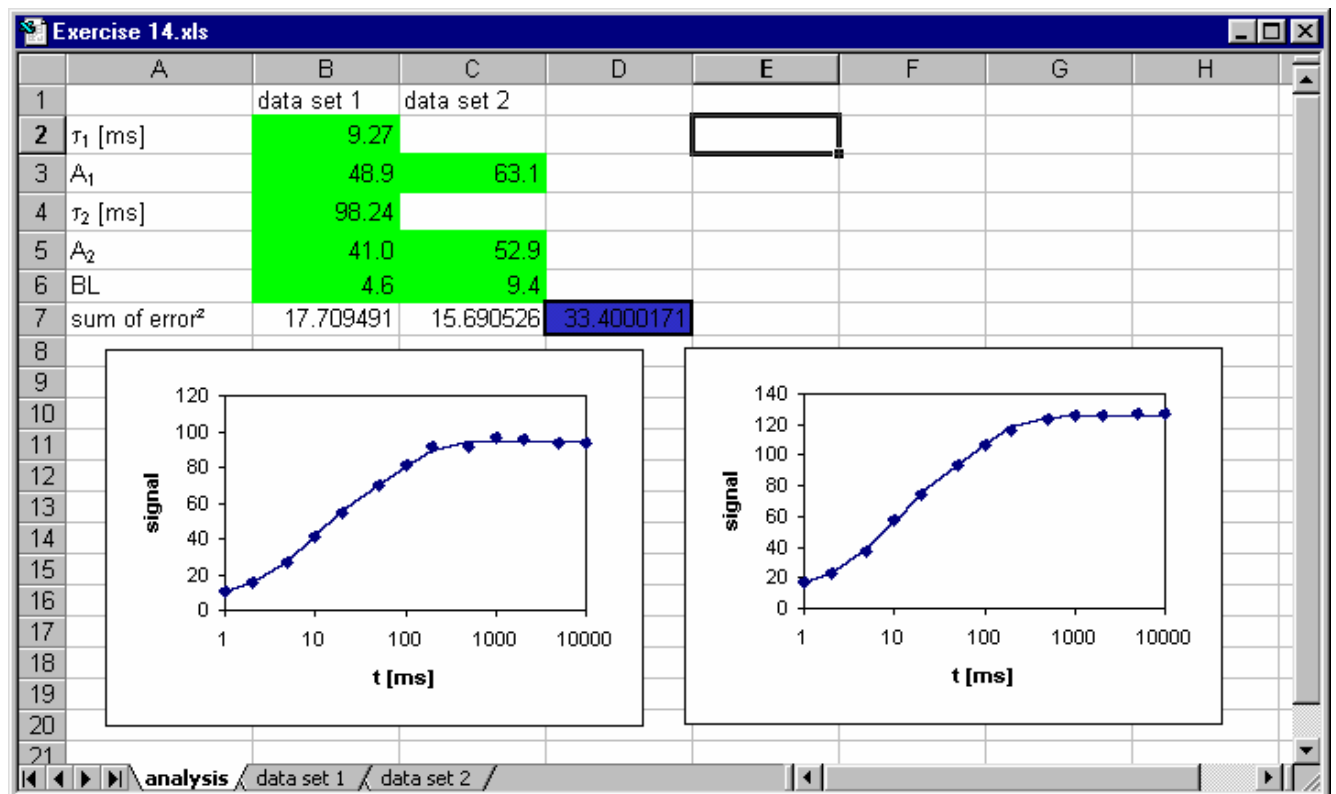 Exercise 14.xls
A B C D E F G H
1 data set 1 data set 2
2 τ₁ [ms] 9.27
3 A₁ 48.9 63.1
4 τ₂ [ms] 98.24
5 A₂ 41.0 52.9
6 BL 4.6 9.4
7 sum of error² 17.709491 15.690526 33.4000171
8
9
10
11
12
13
14
15
16
17
18
19
20
21
120
100
80
60
40
20
0
signal
1 10 100 1000 10000
t [ms]
140
120
100
80
60
40
20
0
signal
1 10 100 1000 10000
t [ms]
analysis data set 1 data set 2